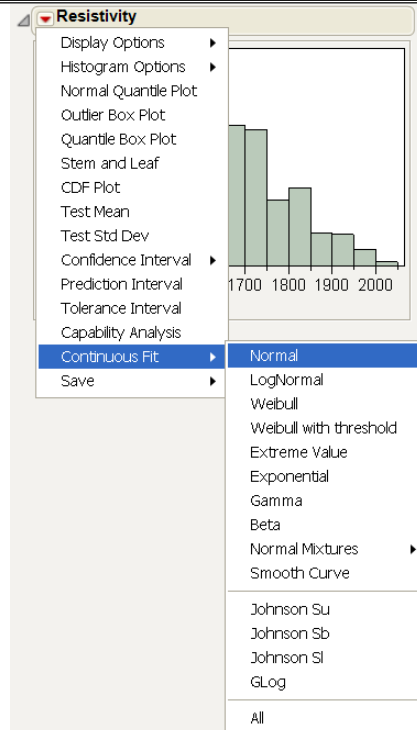 Resistivity
Display Options
Histogram Options
Normal Quantile Plot
Outlier Box Plot
Quantile Box Plot
Stem and Leaf
CDF Plot
Test Mean
Test Std Dev
Confidence Interval
Prediction Interval
Tolerance Interval
Capability Analysis
Continuous Fit
Save
1700 1800 1900 2000
Normal
LogNormal
Weibull
Weibull with threshold
Extreme Value
Exponential
Gamma
Beta
Normal Mixtures
Smooth Curve
Johnson Su
Johnson Sb
Johnson Sl
GLog
All